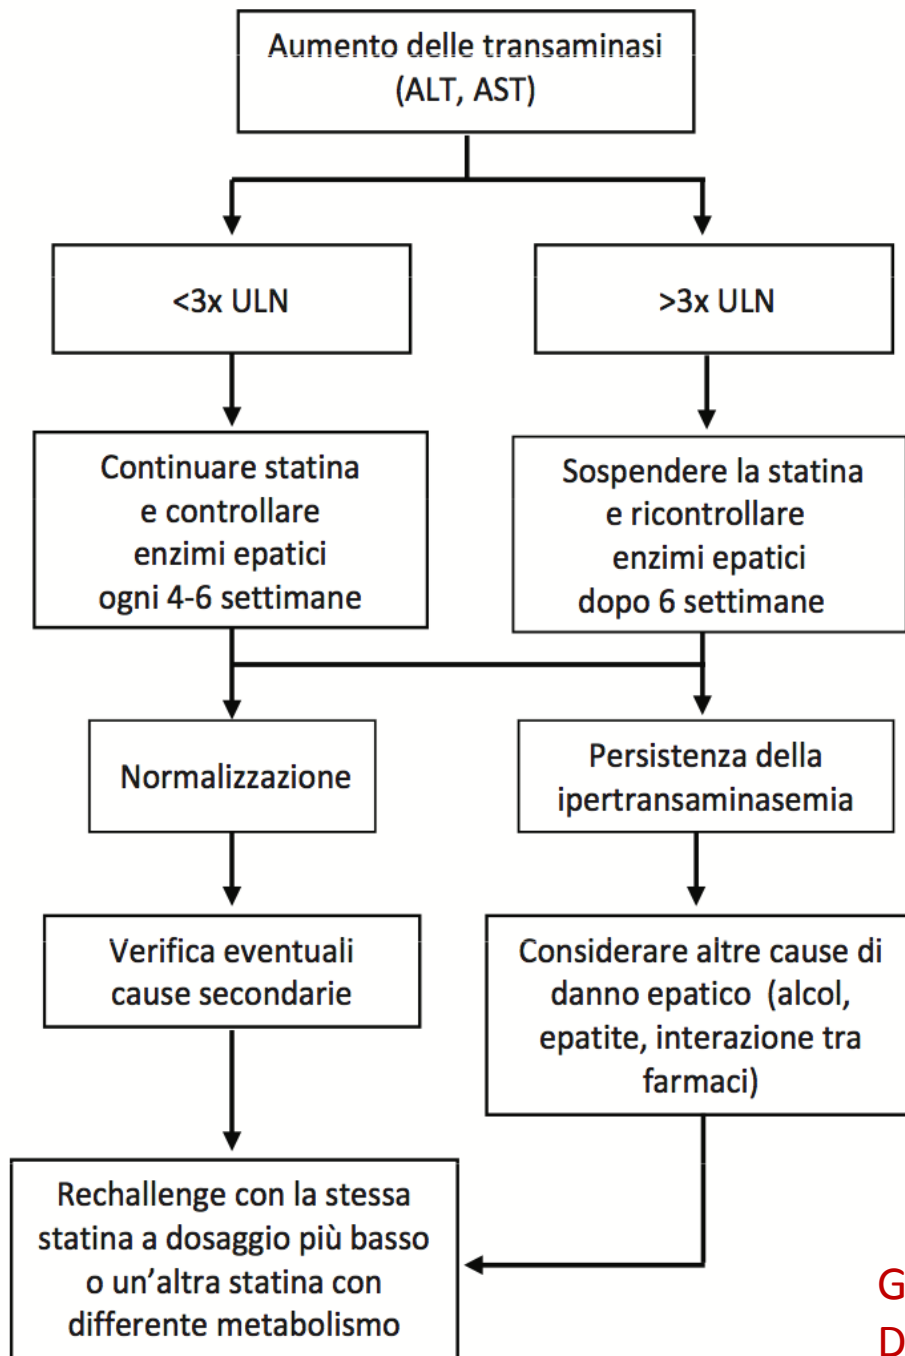 Aumento delle transaminasi
(ALT, AST)
<3x ULN
>3x ULN
Continuare statina
e controllare
enzimi epatici
ogni 4-6 settimane
Sospendere la statina
e ricontrollare
enzimi epatici
dopo 6 settimane
Normalizzazione
Persistenza della
ipertransaminasemia
Verifica eventuali
cause secondarie
Considerare altre cause di
danno epatico (alcol,
epatite, interazione tra
farmaci)
Rechallenge con la stessa
statina a dosaggio più basso
o un’altra statina con
differente metabolismo
G
D